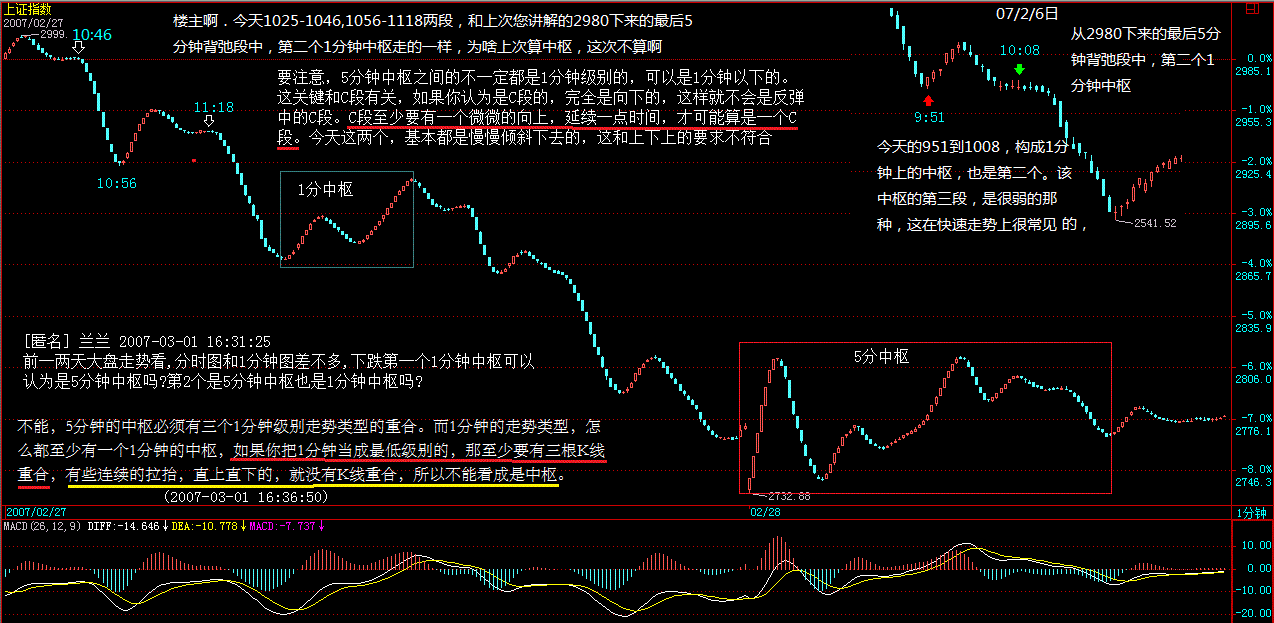 上证指数
2007/02/27
2999.
10:46
楼主啊．今天1025-1046,1056-1118两段，和上次您讲解的2980下来的最后5
分钟背弛段中，第二个1分钟中枢走的一样，为啥上次算中枢，这次不算啊
要注意，5分钟中枢之间的不一定都是1分钟级别的，可以是1分钟以下的。
这关键和C段有关，如果你认为是C段的，完全是向下的，这样就不会是反弹
中的C段。C段至少要有一个微微的向上，延续一点时间，才可能算是一个C
段。今天这两个，基本都是慢慢倾斜下去的，这和上下上的要求不符合
11:18
10:56
1分中枢
07/2/6日
10:08
9:51
从2980下来的最后5分
钟背弛段中，第二个1
分钟中枢
今天的951到1008，构成1分
钟上的中枢，也是第二个。该
中枢的第三段，是很弱的那
种，这在快速走势上很常见 的，
2541.52
[匿名] 兰兰 2007-03-01 16:31:25
前一两天大盘走势看,分时图和1分钟图差不多,下跌第一个1分钟中枢可以
认为是5分钟中枢吗?第2个是5分钟中枢也是1分钟中枢吗?
不能，5分钟的中枢必须有三个1分钟级别走势类型的重合。而1分钟的走势类型，怎
么都至少有一个1分钟的中枢，如果你把1分钟当成最低级别的，那至少要有三根K线
重合，有些连续的拉抬，直上直下的，就没有K线重合，所以不能看成是中枢。
(2007-03-01 16:36:50)
5分中枢
2732.88
日
0.0%
2985.1
-1.0%
2955.3
-2.0%
2925.4
-3.0%
2895.6
-4.0%
2865.7
-5.0%
2835.9
-6.0%
2806.0
-7.0%
2776.1
-8.0%
2746.3
2007/02/27
02/28
1分钟
MACD(26,12,9) DIFF:-14.646↓DEA:-10.778↓MACD:-7.737↓
10.00
0.00
-10.00
-20.00